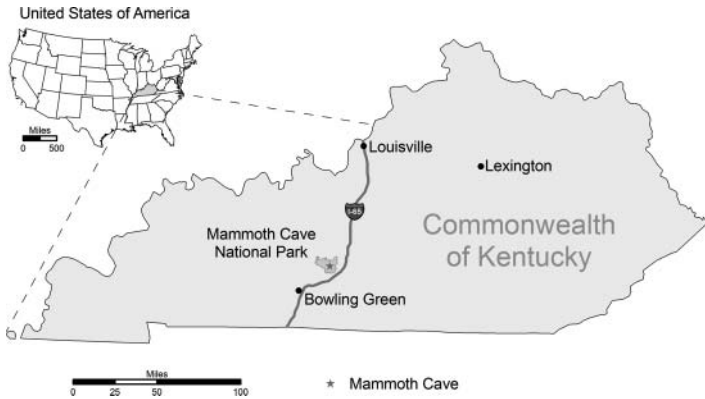 United States of America
Miles
0 500
Louisville
Lexington
I-65
Commonwealth
of Kentucky
Mammoth Cave
National Park
Bowling Green
Miles
0 25 50 100
Mammoth Cave